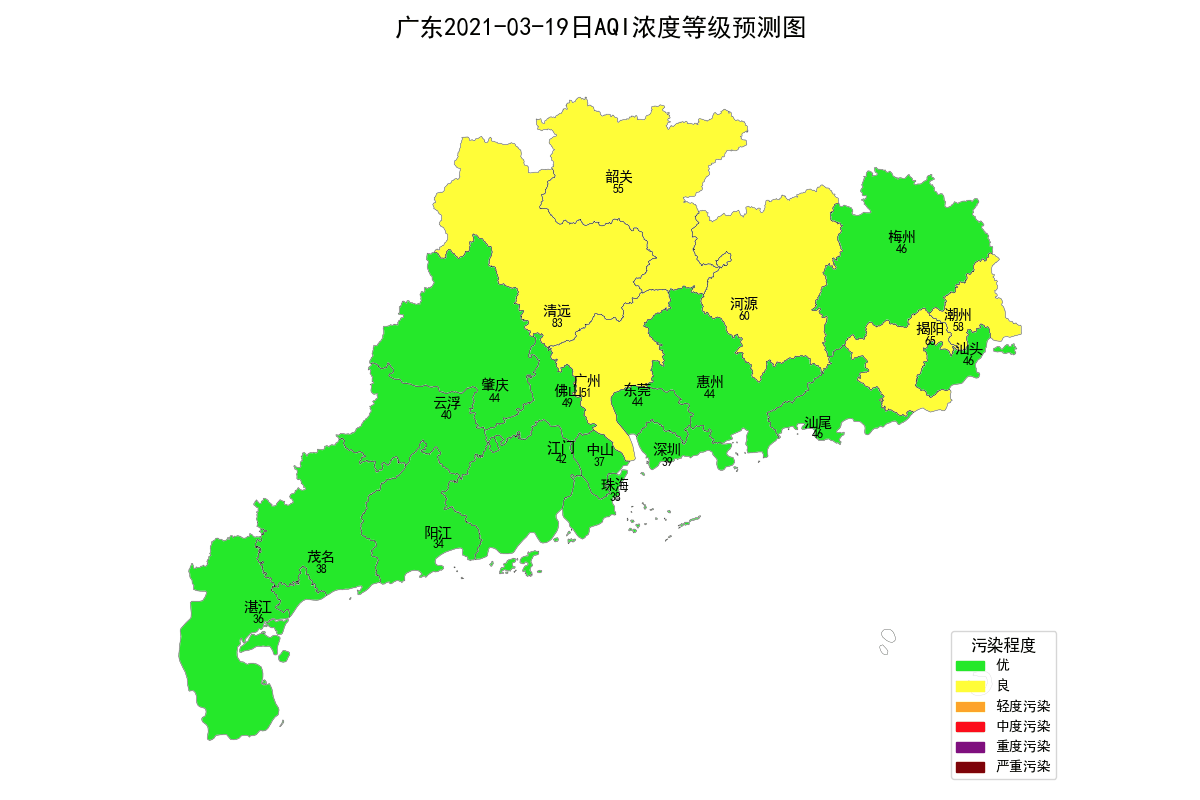 广东2021-03-19日AQI浓度等级预测图
韶关
55
梅州
46
清远
83
河源
60
潮州
58
揭阳
65
汕头
46
肇庆
44
佛山
49
广州
51
东莞
44
惠州
44
云浮
40
汕尾
46
江门
42
中山
37
深圳
39
珠海
38
阳江
34
茂名
38
湛江
36
污染程度
优
良
轻度污染
中度污染
重度污染
严重污染